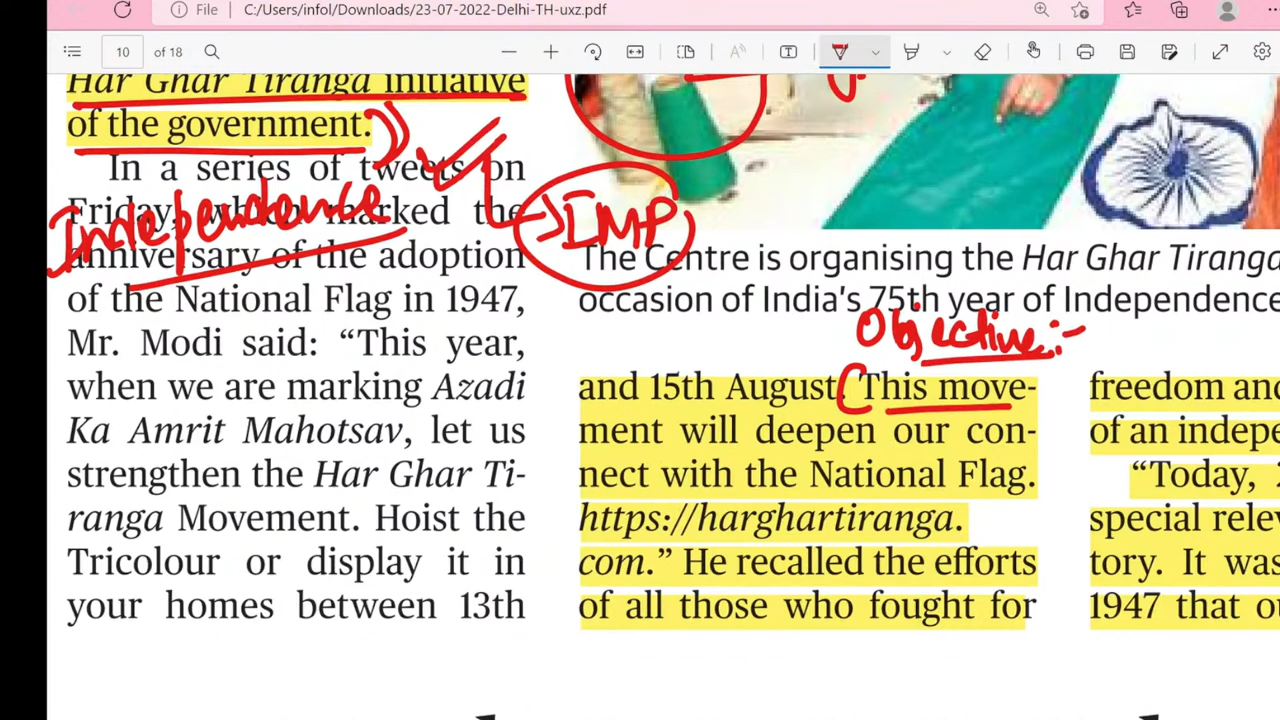 File
C:/Users/infol/Downloads/23-07-2022-Delhi-TH-uxz.pdf
10 of 18
Har Ghar Tiranga initiative
of the government.
In a series of tweets on
Friday, which marked the
anniversary of the adoption
of the National Flag in 1947,
Mr. Modi said: “This year,
when we are marking Azadi
Ka Amrit Mahotsav, let us
strengthen the Har Ghar Ti-
ranga Movement. Hoist the
Tricolour or display it in
your homes between 13th
Independence
→IMP
The Centre is organising the Har Ghar Tiranga
occasion of India’s 75th year of Independence
Objective:-
and 15th August. This move-
ment will deepen our con-
nect with the National Flag.
https://harghartiranga.
com.” He recalled the efforts
of all those who fought for
freedom and
of an indepe
“Today, 2
special relev
tory. It was
1947 that ou